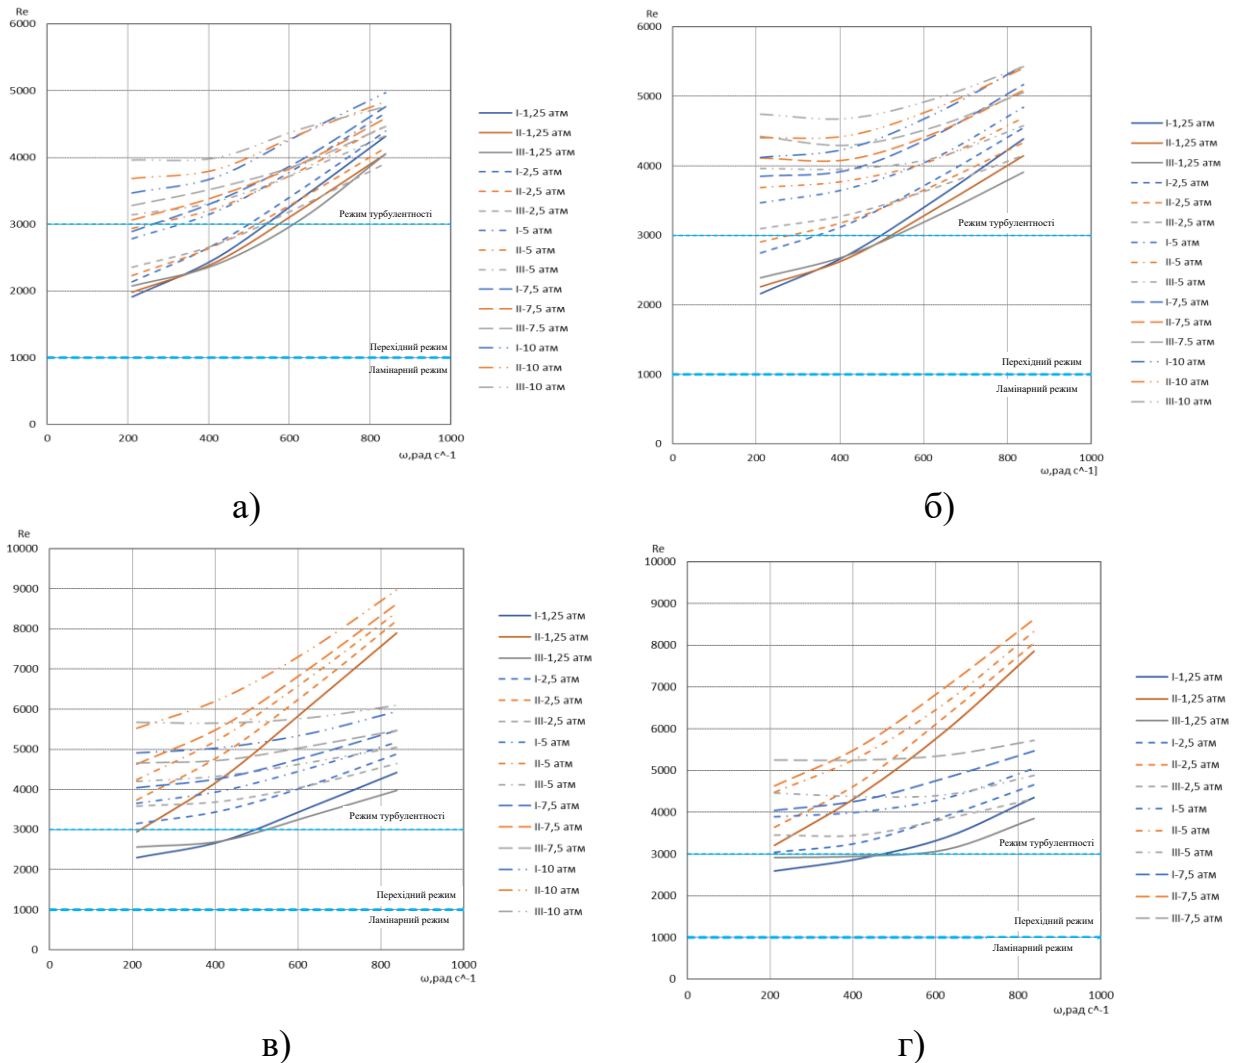 Re
6000
5000
4000
3000
2000
1000
0
0
200
400
600
800
1000
ω,рад с^-1
Режим турбулентності
Перехідний режим
Ламінарний режим
I-1,25 атм
II-1,25 атм
III-1,25 атм
I-2,5 атм
II-2,5 атм
III-2,5 атм
I-5 атм
II-5 атм
III-5 атм
I-7,5 атм
II-7,5 атм
III-7.5 атм
I-10 атм
II-10 атм
III-10 атм
а)
Re
6000
5000
4000
3000
2000
1000
0
0
200
400
600
800
1000
ω,рад с^-1]
Режим турбулентності
Перехідний режим
Ламінарний режим
I-1,25 атм
II-1,25 атм
III-1,25 атм
I-2,5 атм
II-2,5 атм
III-2,5 атм
I-5 атм
II-5 атм
III-5 атм
I-7,5 атм
II-7,5 атм
III-7.5 атм
I-10 атм
II-10 атм
III-10 атм
б)
Re
10000
9000
8000
7000
6000
5000
4000
3000
2000
1000
0
0
200
400
600
800
1000
ω,рад с^-1
Режим турбулентності
Перехідний режим
Ламінарний режим
I-1,25 атм
II-1,25 атм
III-1,25 атм
I-2,5 атм
II-2,5 атм
III-2,5 атм
I-5 атм
II-5 атм
III-5 атм
I-7,5 атм
II-7,5 атм
III-7,5 атм
I-10 атм
II-10 атм
III-10 атм
в)
Re
10000
9000
8000
7000
6000
5000
4000
3000
2000
1000
0
0
200
400
600
800
1000
ω,рад с^-1
Режим турбулентності
Перехідний режим
Ламінарний режим
I-1,25 атм
II-1,25 атм
III-1,25 атм
I-2,5 атм
II-2,5 атм
III-2,5 атм
I-5 атм
II-5 атм
III-5 атм
I-7,5 атм
II-7,5 атм
III-7,5 атм
г)